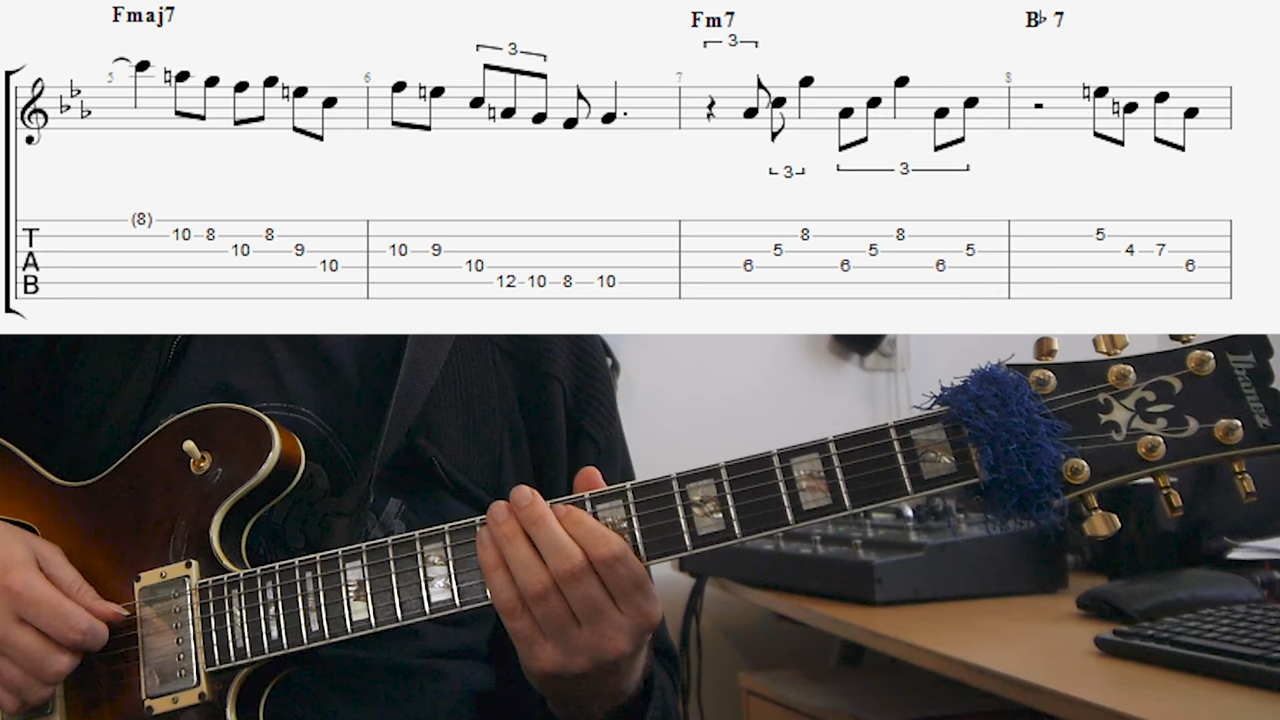 Fmaj7 Fm7 B♭ 7
3 3
5 6 7 8
3 3
(8)
10 8 10 8 9 10 10 9 10 12 10 8 10 6 5 8 6 5 8 6 5 5 4 7 6
T
A
B
Ibanez